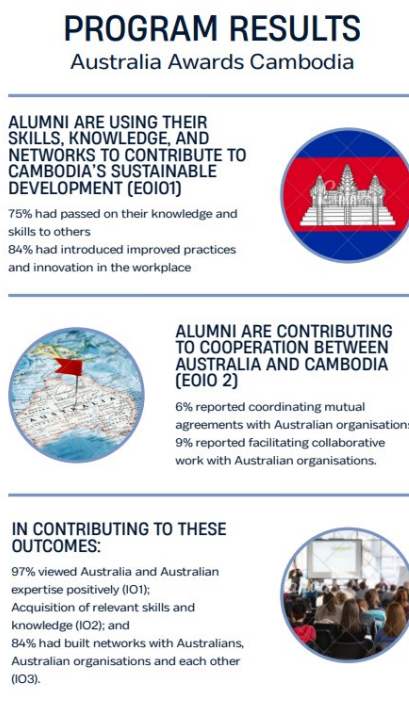 PROGRAM RESULTS
Australia Awards Cambodia
ALUMNI ARE USING THEIR
SKILLS, KNOWLEDGE, AND
NETWORKS TO CONTRIBUTE TO
CAMBODIA'S SUSTAINABLE
DEVELOPMENT (EOIO1)
75% had passed on their knowledge and
skills to others
84% had introduced improved practices
and innovation in the workplace
ALUMNI ARE CONTRIBUTING
TO COOPERATION BETWEEN
AUSTRALIA AND CAMBODIA
(EOIO 2)
6% reported coordinating mutual
agreements with Australian organisations
9% reported facilitating collaborative
work with Australian organisations.
AUSTRALIA
IN CONTRIBUTING TO THESE
OUTCOMES:
97% viewed Australia and Australian
expertise positively (IO1);
Acquisition of relevant skills and
knowledge (IO2); and
84% had built networks with Australians,
Australian organisations and each other
(IO3).